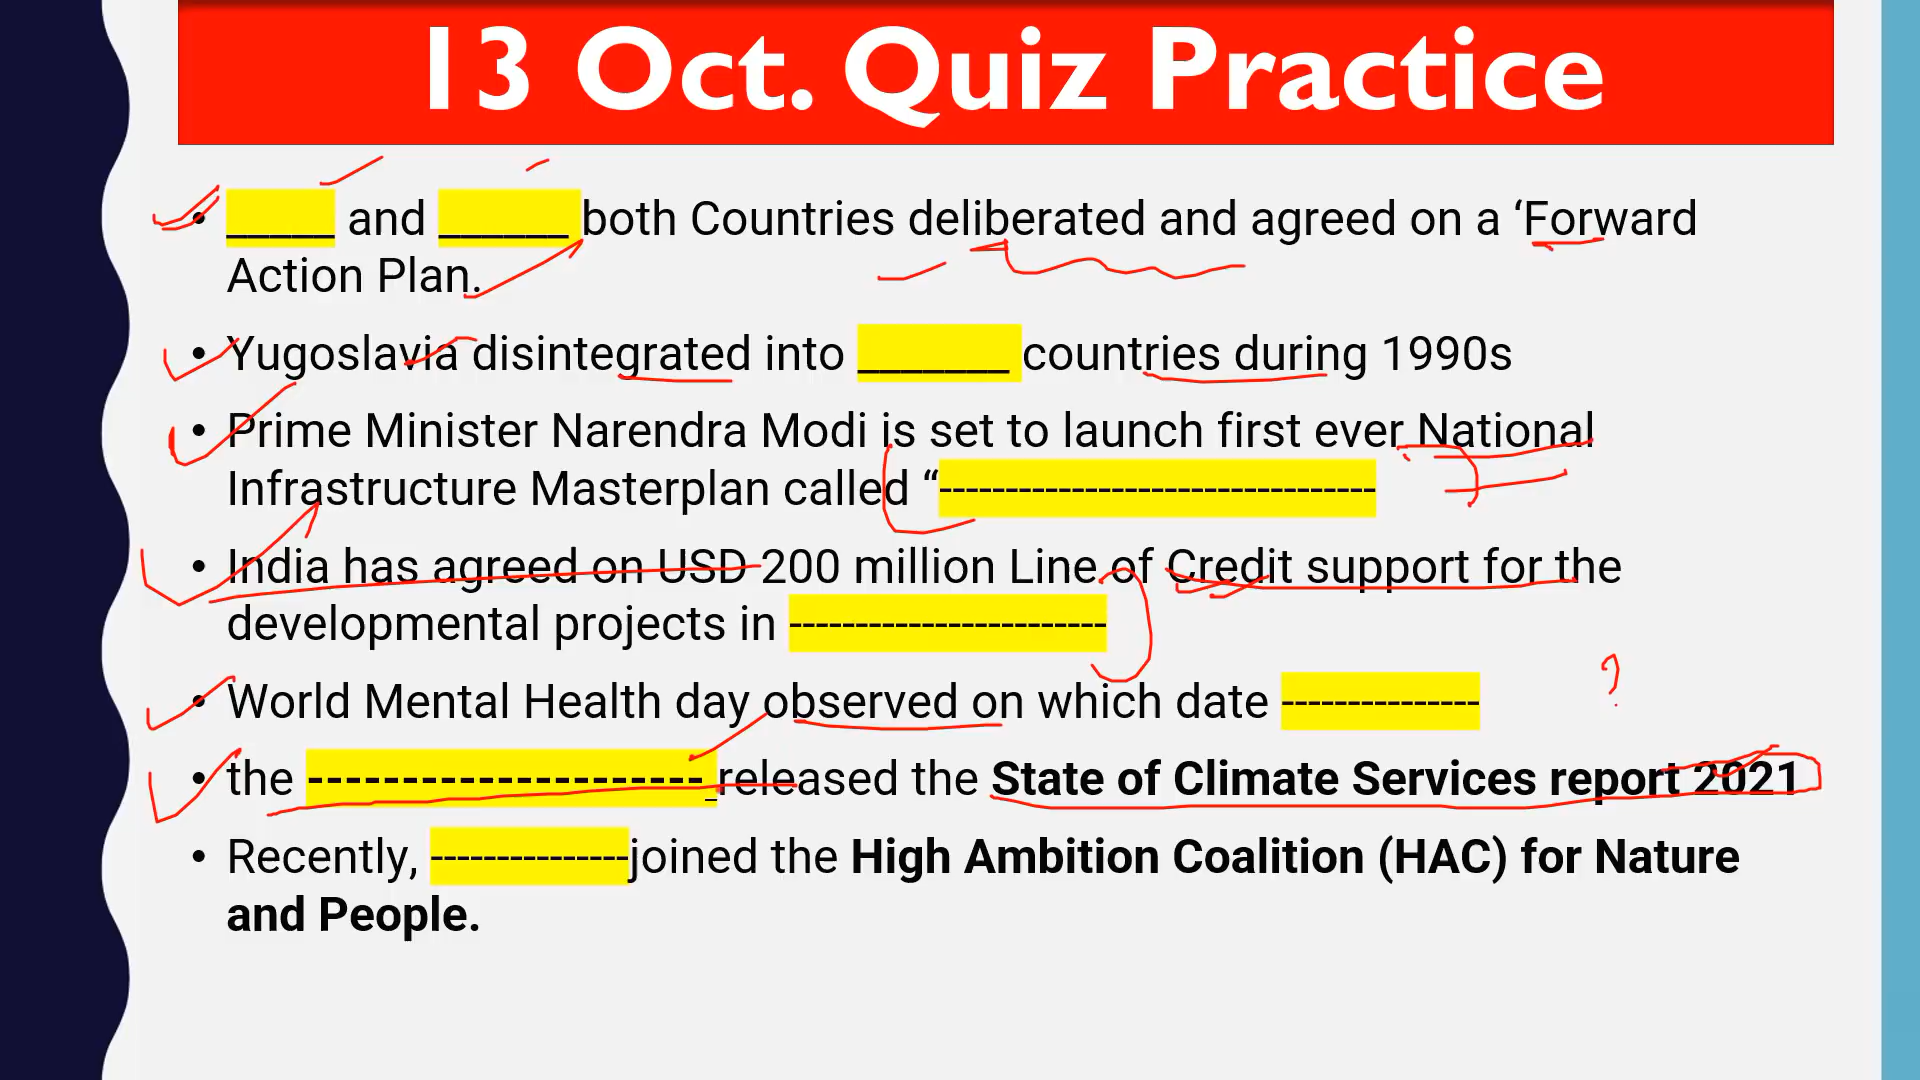 13 Oct. Quiz Practice
• _____ and ______ both Countries deliberated and agreed on a ‘Forward
Action Plan.
• Yugoslavia disintegrated into _______ countries during 1990s
• Prime Minister Narendra Modi is set to launch first ever National
Infrastructure Masterplan called “---------------------------------
• India has agreed on USD 200 million Line of Credit support for the
developmental projects in ------------------------
• World Mental Health day observed on which date ---------------
?
• the ---------------------_released the State of Climate Services report 2021
• Recently, ---------------joined the High Ambition Coalition (HAC) for Nature
and People.